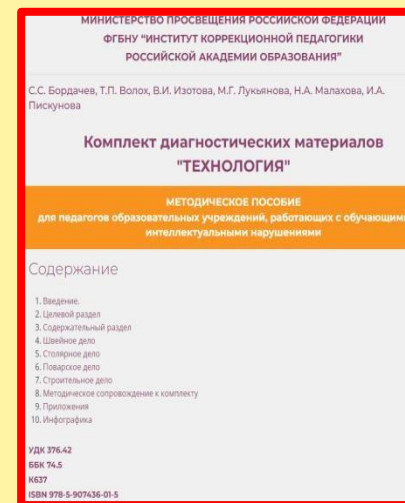 МИНИСТЕРСТВО ПРОСВЕЩЕНИЯ РОССИЙСКОЙ ФЕДЕРАЦИИ
ФГБНУ “ИНСТИТУТ КОРРЕКЦИОННОЙ ПЕДАГОГИКИ
РОССИЙСКОЙ АКАДЕМИИ ОБРАЗОВАНИЯ”
С.С. Бордачев, Т.П. Волох, В.И. Изотова, М.Г. Лукьянова, Н.А. Малахова, И.А.
Пискунова
Комплект диагностических материалов
"ТЕХНОЛОГИЯ"
МЕТОДИЧЕСКОЕ ПОСОБИЕ
для педагогов образовательных учреждений, работающих с обучающими
интеллектуальными нарушениями
Содержание
1. Введение.
2. Целевой раздел
3. Содержательный раздел
4. Швейное дело
5. Столярное дело
6. Поварское дело
7. Строительное дело
8. Методическое сопровождение к комплекту
9. Приложения
10. Инфографика
УДК 376.42
ББК 74.5
К637
ISBN 978-5-907436-01-5